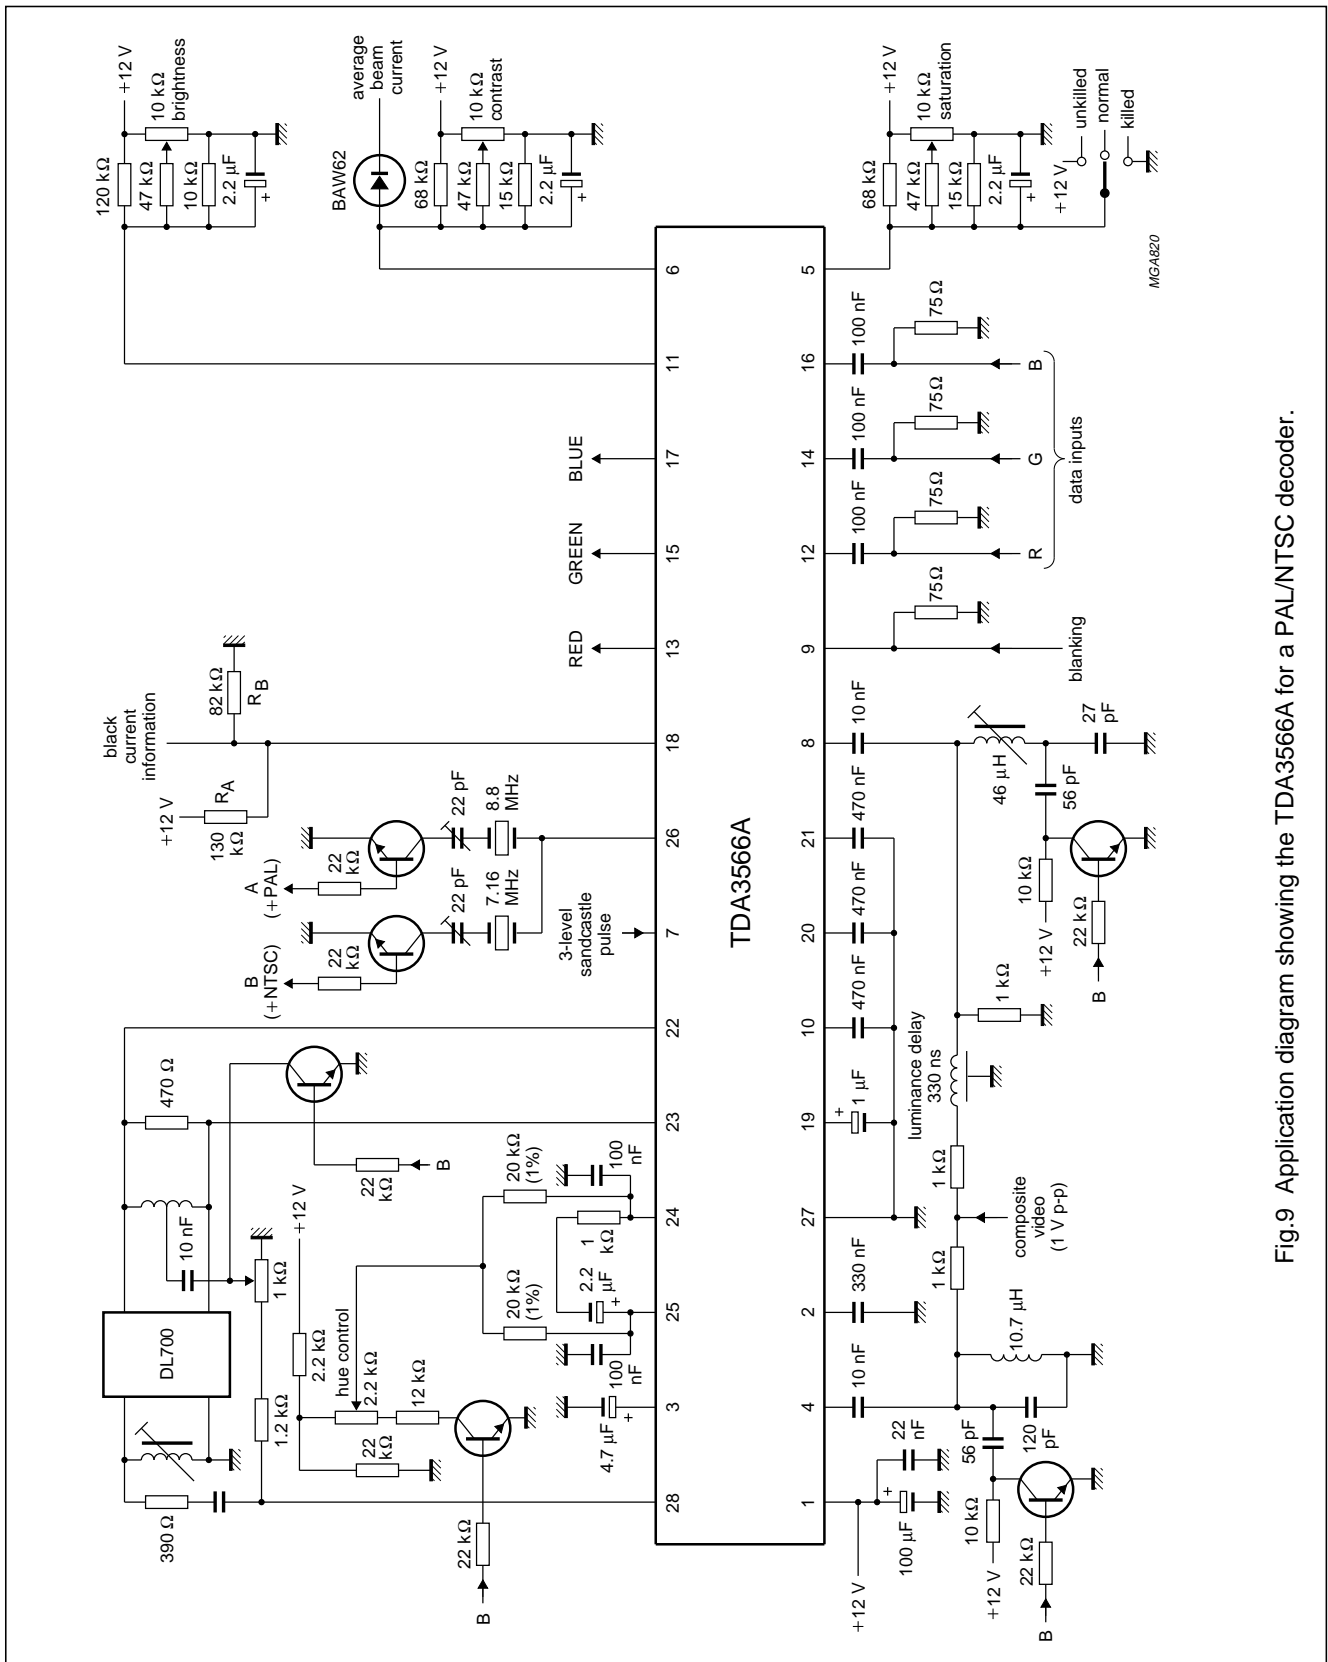 +12 V
10 kΩ
brightness
120 kΩ
47 kΩ
10 kΩ
2.2 µF
+
average
beam
current
BAW62
+12 V
10 kΩ
contrast
68 kΩ
47 kΩ
15 kΩ
2.2 µF
+
black
current
information
+12 V
RA
130
kΩ
82 kΩ
RB
RED
GREEN
BLUE
A
(+PAL)
22
kΩ
22 pF
8.8
MHz
B
(+NTSC)
22
kΩ
22 pF
7.16
MHz
3-level
sandcastle
pulse
470 Ω
10 nF
1 kΩ
DL700
1.2 kΩ
390 Ω
22
kΩ
B
+12 V
2.2 kΩ
hue control
2.2 kΩ
12 kΩ
22
kΩ
22 kΩ
B
20 kΩ
(1%)
100
nF
1
kΩ
2.2
µF
+
20 kΩ
(1%)
100
nF
4.7 µF
+
28
3
25
24
23
22
7
26
18
13
15
17
11
6
TDA3566A
1
4
2
27
19
10
20
21
8
9
12
14
16
5
+12 V
100 µF
+
22
nF
10 nF
330 nF
+
1 µF
470 nF
470 nF
470 nF
10 nF
100 nF
100 nF
100 nF
56 pF
120
pF
10 kΩ
+12 V
22 kΩ
B
10.7 µH
1 kΩ
composite
video
(1 V p-p)
1 kΩ
luminance delay
330 ns
1 kΩ
46 µH
27
pF
56 pF
10 kΩ
+12 V
22 kΩ
B
75 Ω
blanking
75 Ω
R
75 Ω
G
75 Ω
B
data inputs
+12 V
10 kΩ
saturation
68 kΩ
47 kΩ
15 kΩ
2.2 µF
+
+12 V
unkilled
normal
killed
MGA820
Fig.9 Application diagram showing the TDA3566A for a PAL/NTSC decoder.